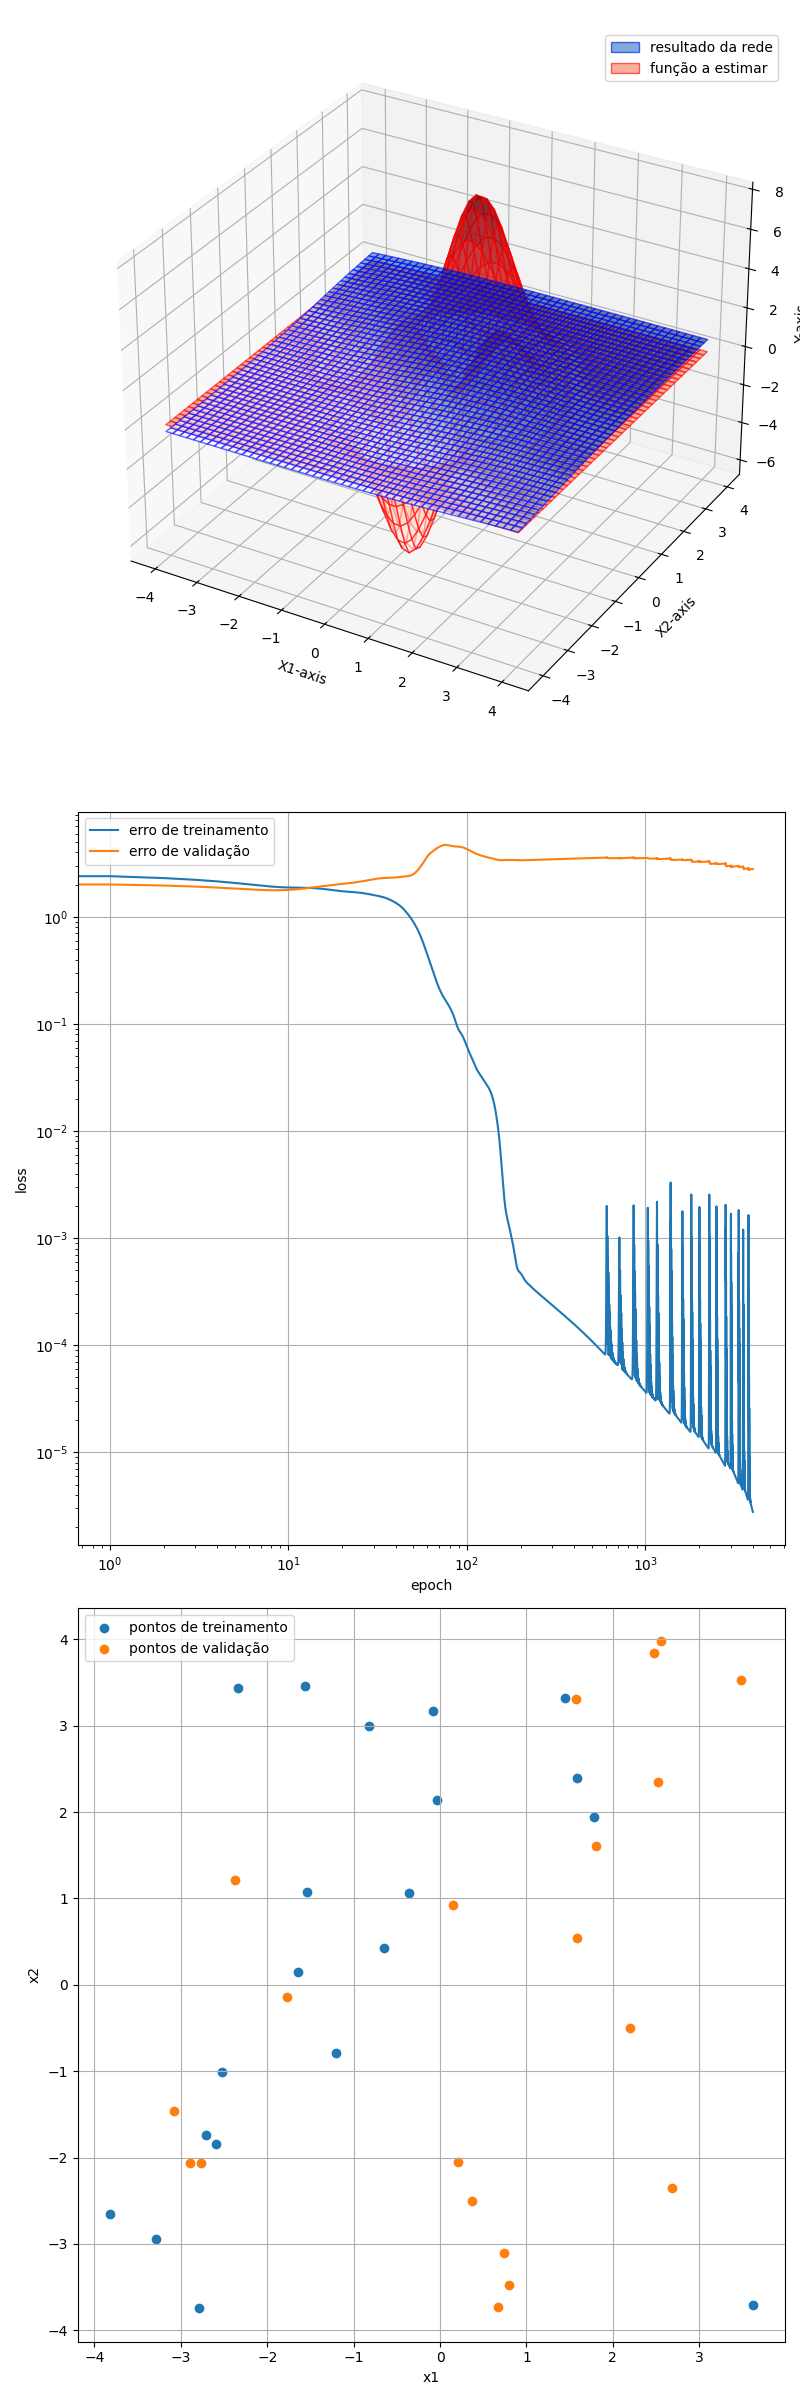 resultado da rede
função a estimar
8
6
4
2
0
−2
−4
−6
4
3
2
1
0
−1
−2
−3
−4
X2-axis
−4
−3
−2
−1
0
1
2
3
4
X1-axis
erro de treinamento
erro de validação
10⁰
10⁻¹
10⁻²
10⁻³
10⁻⁴
10⁻⁵
loss
10⁰ 10¹ 10² 10³
epoch
pontos de treinamento
pontos de validação
4
3
2
1
0
−1
−2
−3
−4
x2
−4 −3 −2 −1 0 1 2 3
x1